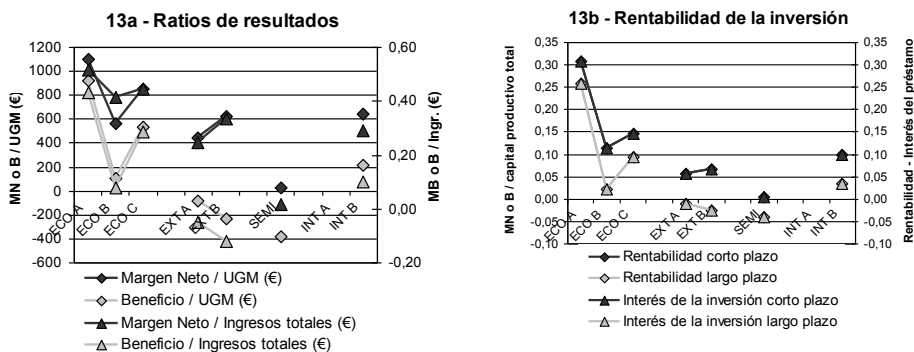 13a - Ratios de resultados
MN o B / UGM (€)
1200
1000
800
600
400
200
0
-200
-400
-600
0,60
0,40
0,20
0,00
-0,20
MB o B / Ingr. (€)
ECO A
ECO B
ECO C
EXT A
EXT B
SEMI
INT A
INT B
Margen Neto / UGM (€)
Beneficio / UGM (€)
Margen Neto / Ingresos totales (€)
Beneficio / Ingresos totales (€)
13b - Rentabilidad de la inversión
MN o B / capital productivo total
0,35
0,30
0,25
0,20
0,15
0,10
0,05
0,00
-0,05
-0,10
0,35
0,30
0,25
0,20
0,15
0,10
0,05
0,00
-0,05
-0,10
Rentabilidad - Interés del préstamo
ECO A
ECO B
ECO C
EXT A
EXT B
SEMI
INT A
INT B
Rentabilidad corto plazo
Rentabilidad largo plazo
Interés de la inversión corto plazo
Interés de la inversión largo plazo